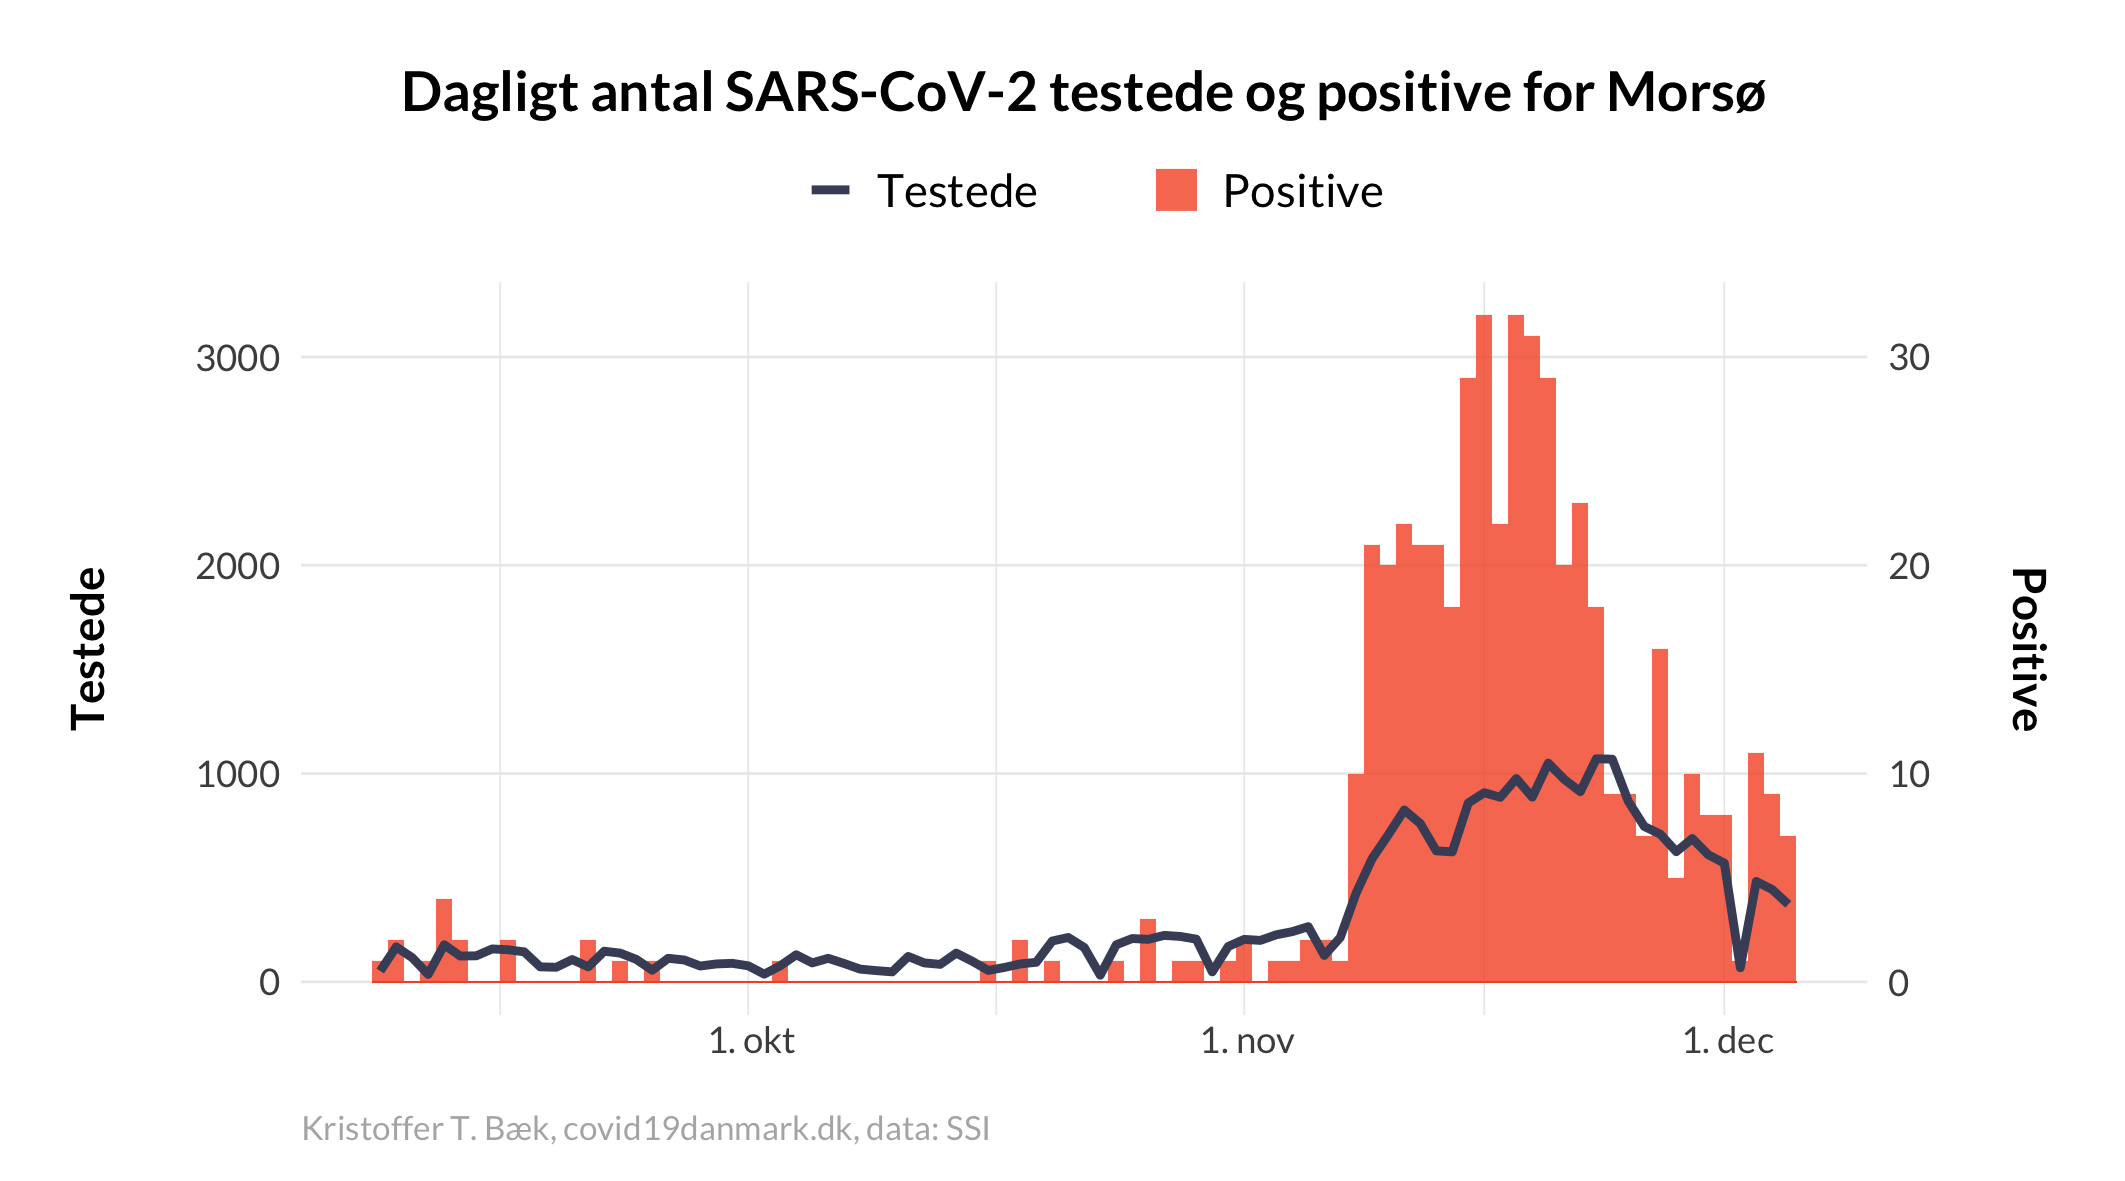 Dagligt antal SARS-CoV-2 testede og positive for Morsø
Testede
Positive
3000
2000
1000
0
Testede
30
20
10
0
Positive
1. okt
1. nov
1. dec
Kristoffer T. Bæk, covid19danmark.dk, data: SSI